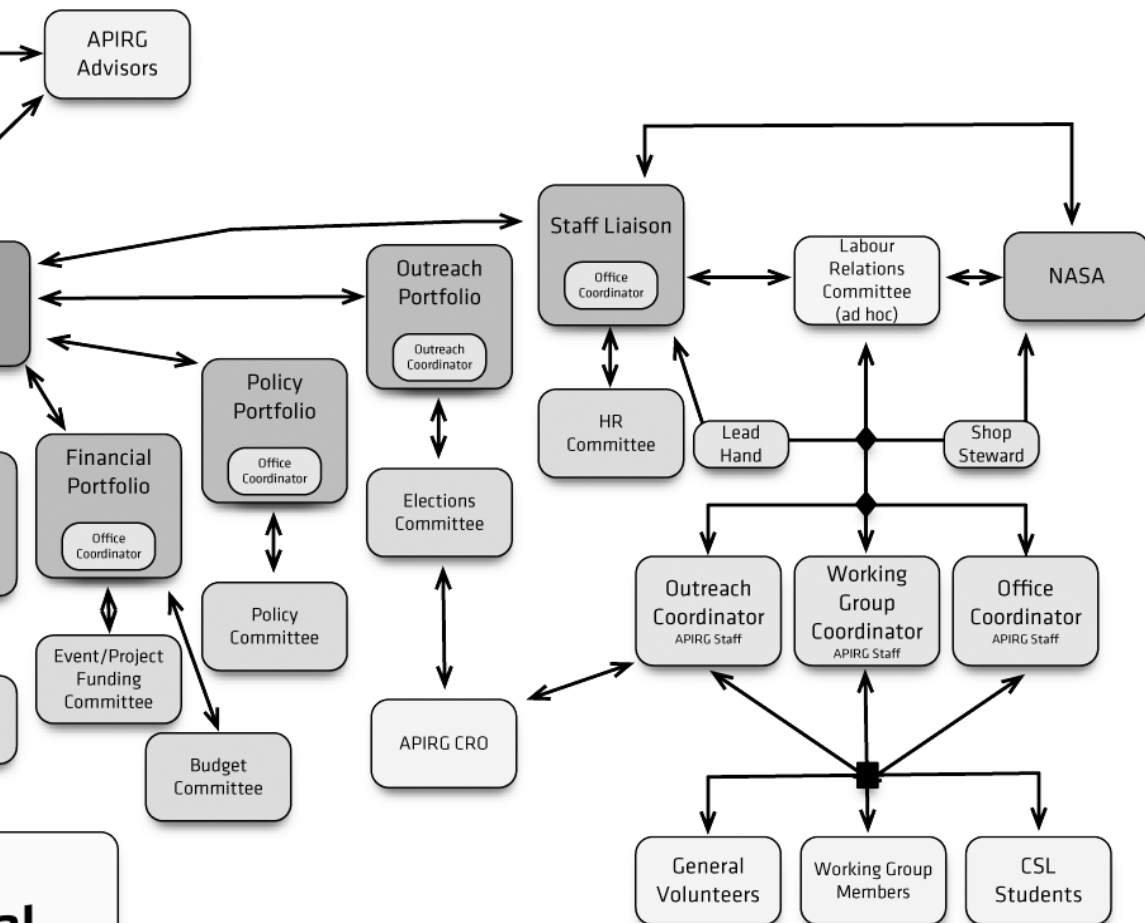 APIRG
Advisors
Staff Liaison
Office
Coordinator
Labour
Relations
Committee
(ad hoc)
NASA
Outreach
Portfolio
Outreach
Coordinator
Policy
Portfolio
Office
Coordinator
Financial
Portfolio
Office
Coordinator
HR
Committee
Lead
Hand
Shop
Steward
Elections
Committee
Policy
Committee
Event/Project
Funding
Committee
Budget
Committee
APIRG CRO
Outreach
Coordinator
APIRG Staff
Working
Group
Coordinator
APIRG Staff
Office
Coordinator
APIRG Staff
General
Volunteers
Working Group
Members
CSL
Students